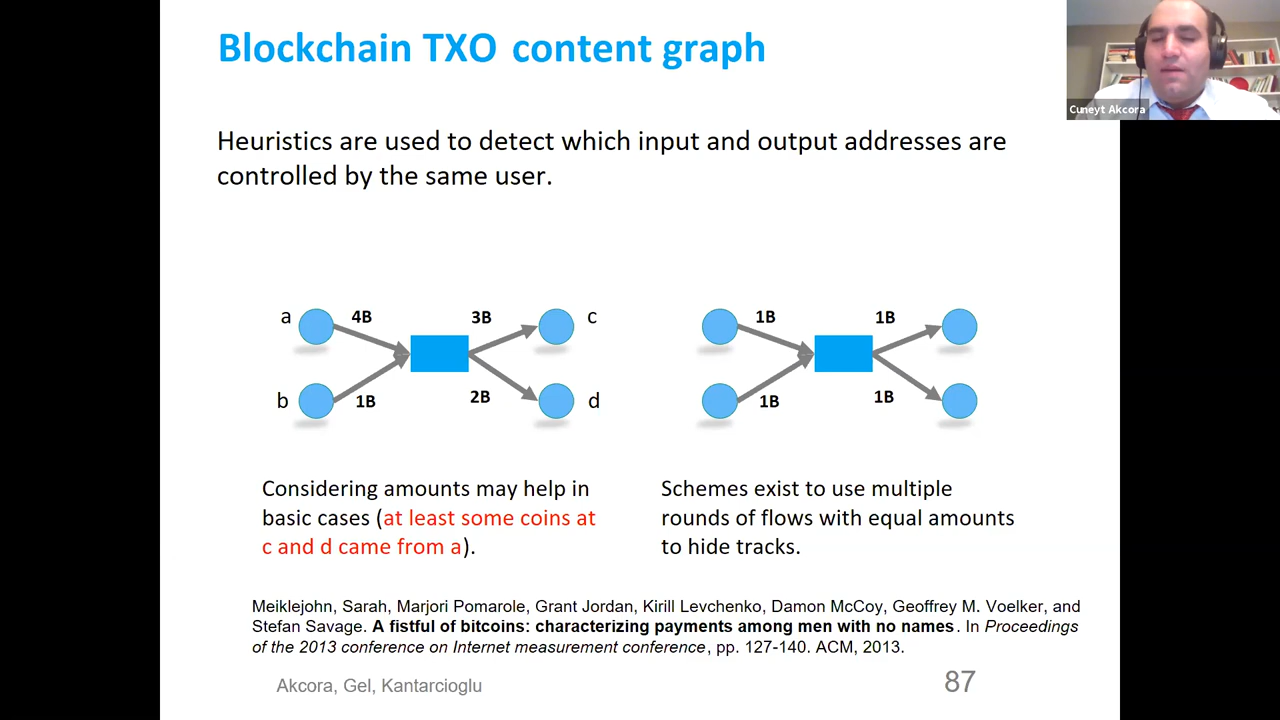 Blockchain TXO content graph
Cuneyt Akcora
Heuristics are used to detect which input and output addresses are
controlled by the same user.
a 4B 3B c
b 1B 2B d
1B 1B
1B 1B
Considering amounts may help in
basic cases (at least some coins at
c and d came from a).
Schemes exist to use multiple
rounds of flows with equal amounts
to hide tracks.
Meiklejohn, Sarah, Marjori Pomarole, Grant Jordan, Kirill Levchenko, Damon McCoy, Geoffrey M. Voelker, and
Stefan Savage. A fistful of bitcoins: characterizing payments among men with no names. In Proceedings
of the 2013 conference on Internet measurement conference, pp. 127-140. ACM, 2013.
Akcora, Gel, Kantarcioglu
87